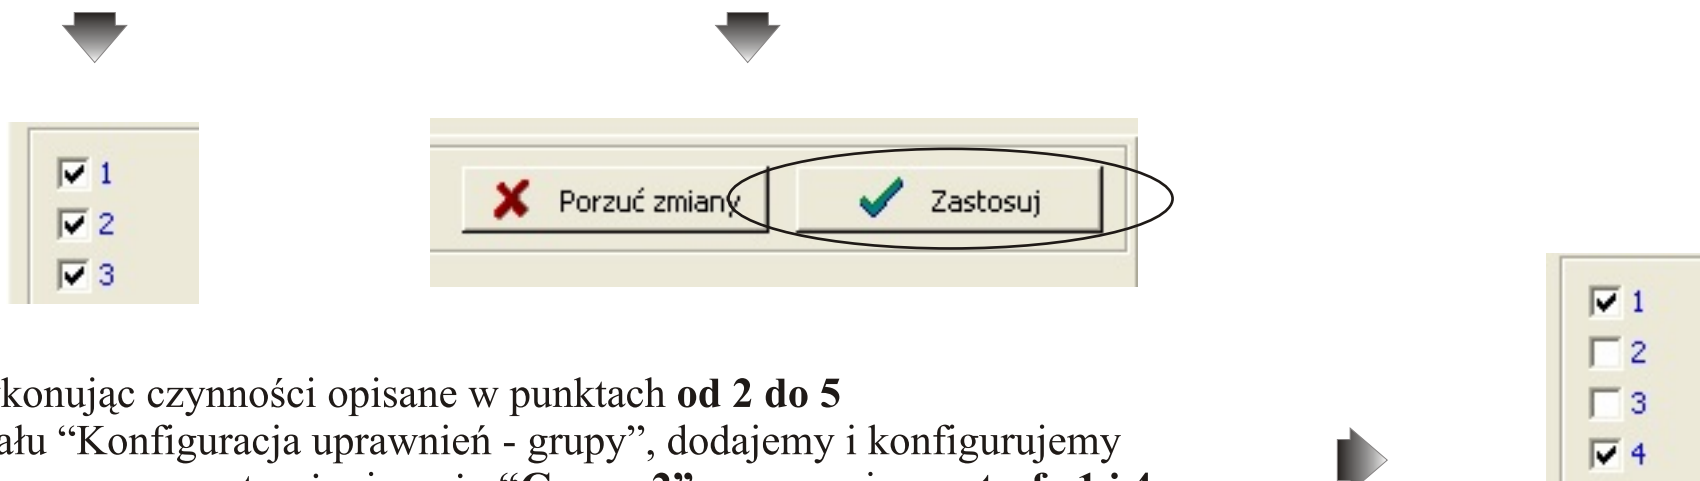 1
2
3
Porzuć zmiany
Zastosuj
1
2
3
4
konując czynności opisane w punktach od 2 do 5
ału “Konfiguracja uprawnień - grupy”, dodajemy i konfigurujemy